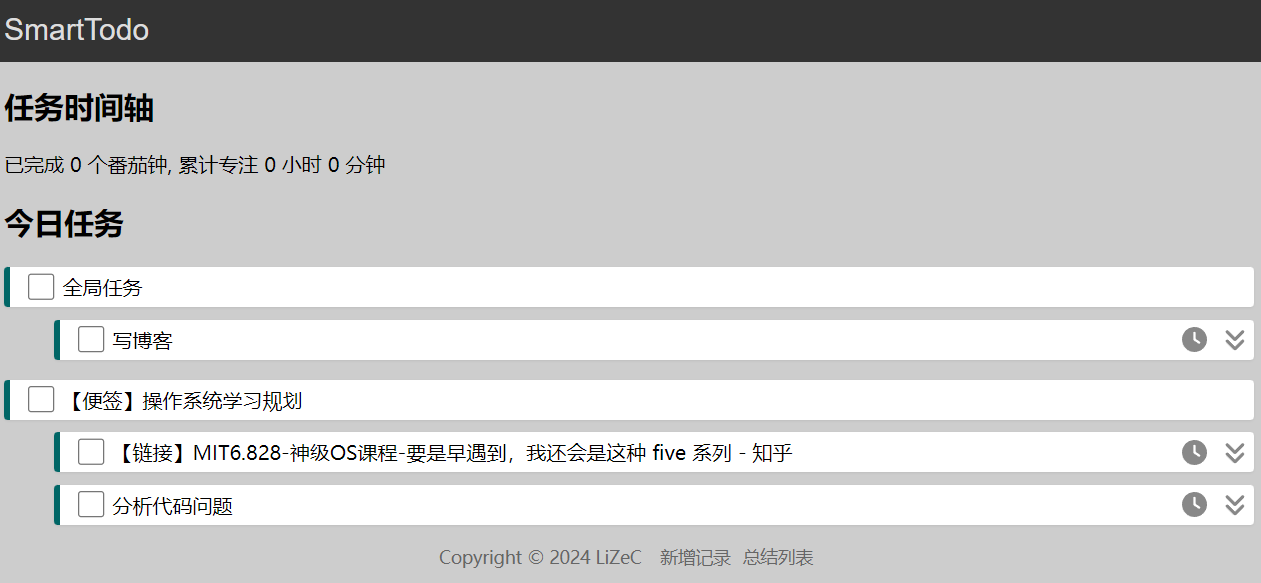 SmartTodo
任务时间轴
已完成 0 个番茄钟, 累计专注 0 小时 0 分钟
今日任务
全局任务
写博客
【便签】操作系统学习规划
【链接】MIT6.828-神级OS课程-要是早遇到，我还会是这种 five 系列 - 知乎
分析代码问题
Copyright © 2024 LiZeC 新增记录 总结列表